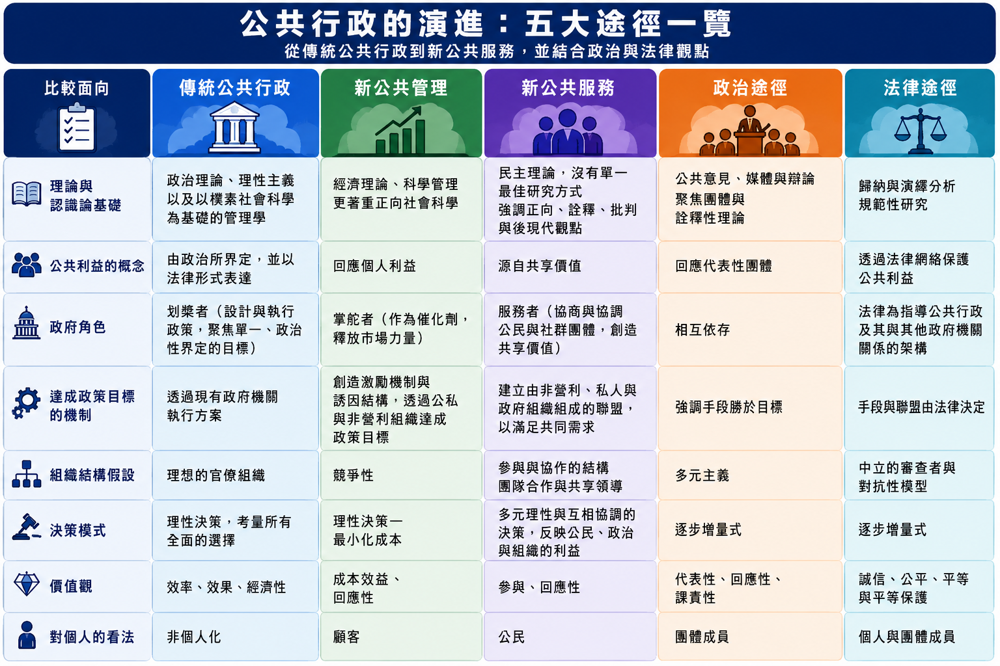 公共行政的演進：五大途徑一覽
從傳統公共行政到新公共服務，並結合政治與法律觀點
比較面向
傳統公共行政
新公共管理
新公共服務
政治途徑
法律途徑
理論與
認識論基礎
政治理論、理性主義
以及以樸素社會科學
為基礎的管理學
經濟理論、科學管理
更著重正向社會科學
民主理論，沒有單一
最佳研究方式
強調正向、詮釋、批判
與後現代觀點
公共意見、媒體與辯論
聚焦團體與
詮釋性理論
歸納與演繹分析
規範性研究
公共利益的概念
由政治所界定，並以
法律形式表達
回應個人利益
源自共享價值
回應代表性團體
透過法律網絡保護
公共利益
政府角色
划槳者（設計與執行
政策，聚焦單一、政治
性界定的目標）
掌舵者（作為催化劑，
釋放市場力量）
服務者（協商與協調
公民與社群團體，創造
共享價值）
相互依存
法律為指導公共行政
及其與其他政府機關
關係的架構
達成政策目標
的機制
透過現有政府機關
執行方案
創造激勵機制與
誘因結構，透過公私
與非營利組織達成
政策目標
建立由非營利、私人與
政府組織組成的聯盟，
以滿足共同需求
強調手段勝於目標
手段與聯盟由法律決定
組織結構假設
理想的官僚組織
競爭性
參與與協作的結構
團隊合作與共享領導
多元主義
中立的審查者與
對抗性模型
決策模式
理性決策，考量所有
全面的選擇
理性決策—
最小化成本
多元理性與互相協調的
決策，反映公民、政治
與組織的利益
逐步增量式
逐步增量式
價值觀
效率、效果、經濟性
成本效益、
回應性
參與、回應性
代表性、回應性、
課責性
誠信、公平、平等
與平等保護
對個人的看法
非個人化
顧客
公民
團體成員
個人與團體成員